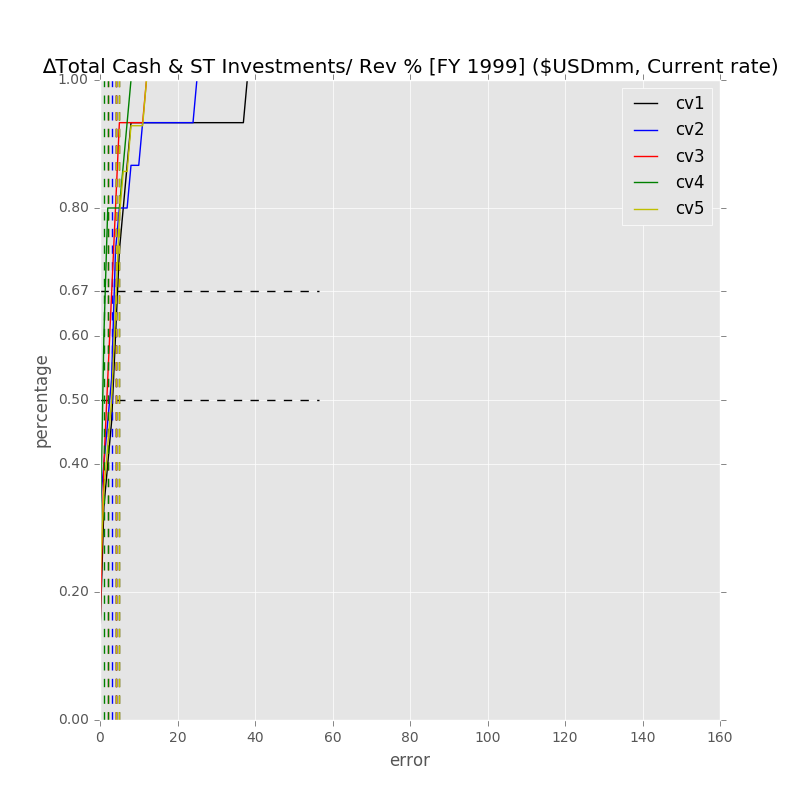 ΔTotal Cash & ST Investments/ Rev % [FY 1999] ($USDmm, Current rate)
1.00
0.80
0.67
0.60
0.50
0.40
0.20
0.00
percentage
cv1
cv2
cv3
cv4
cv5
0 20 40 60 80 100 120 140 160
error